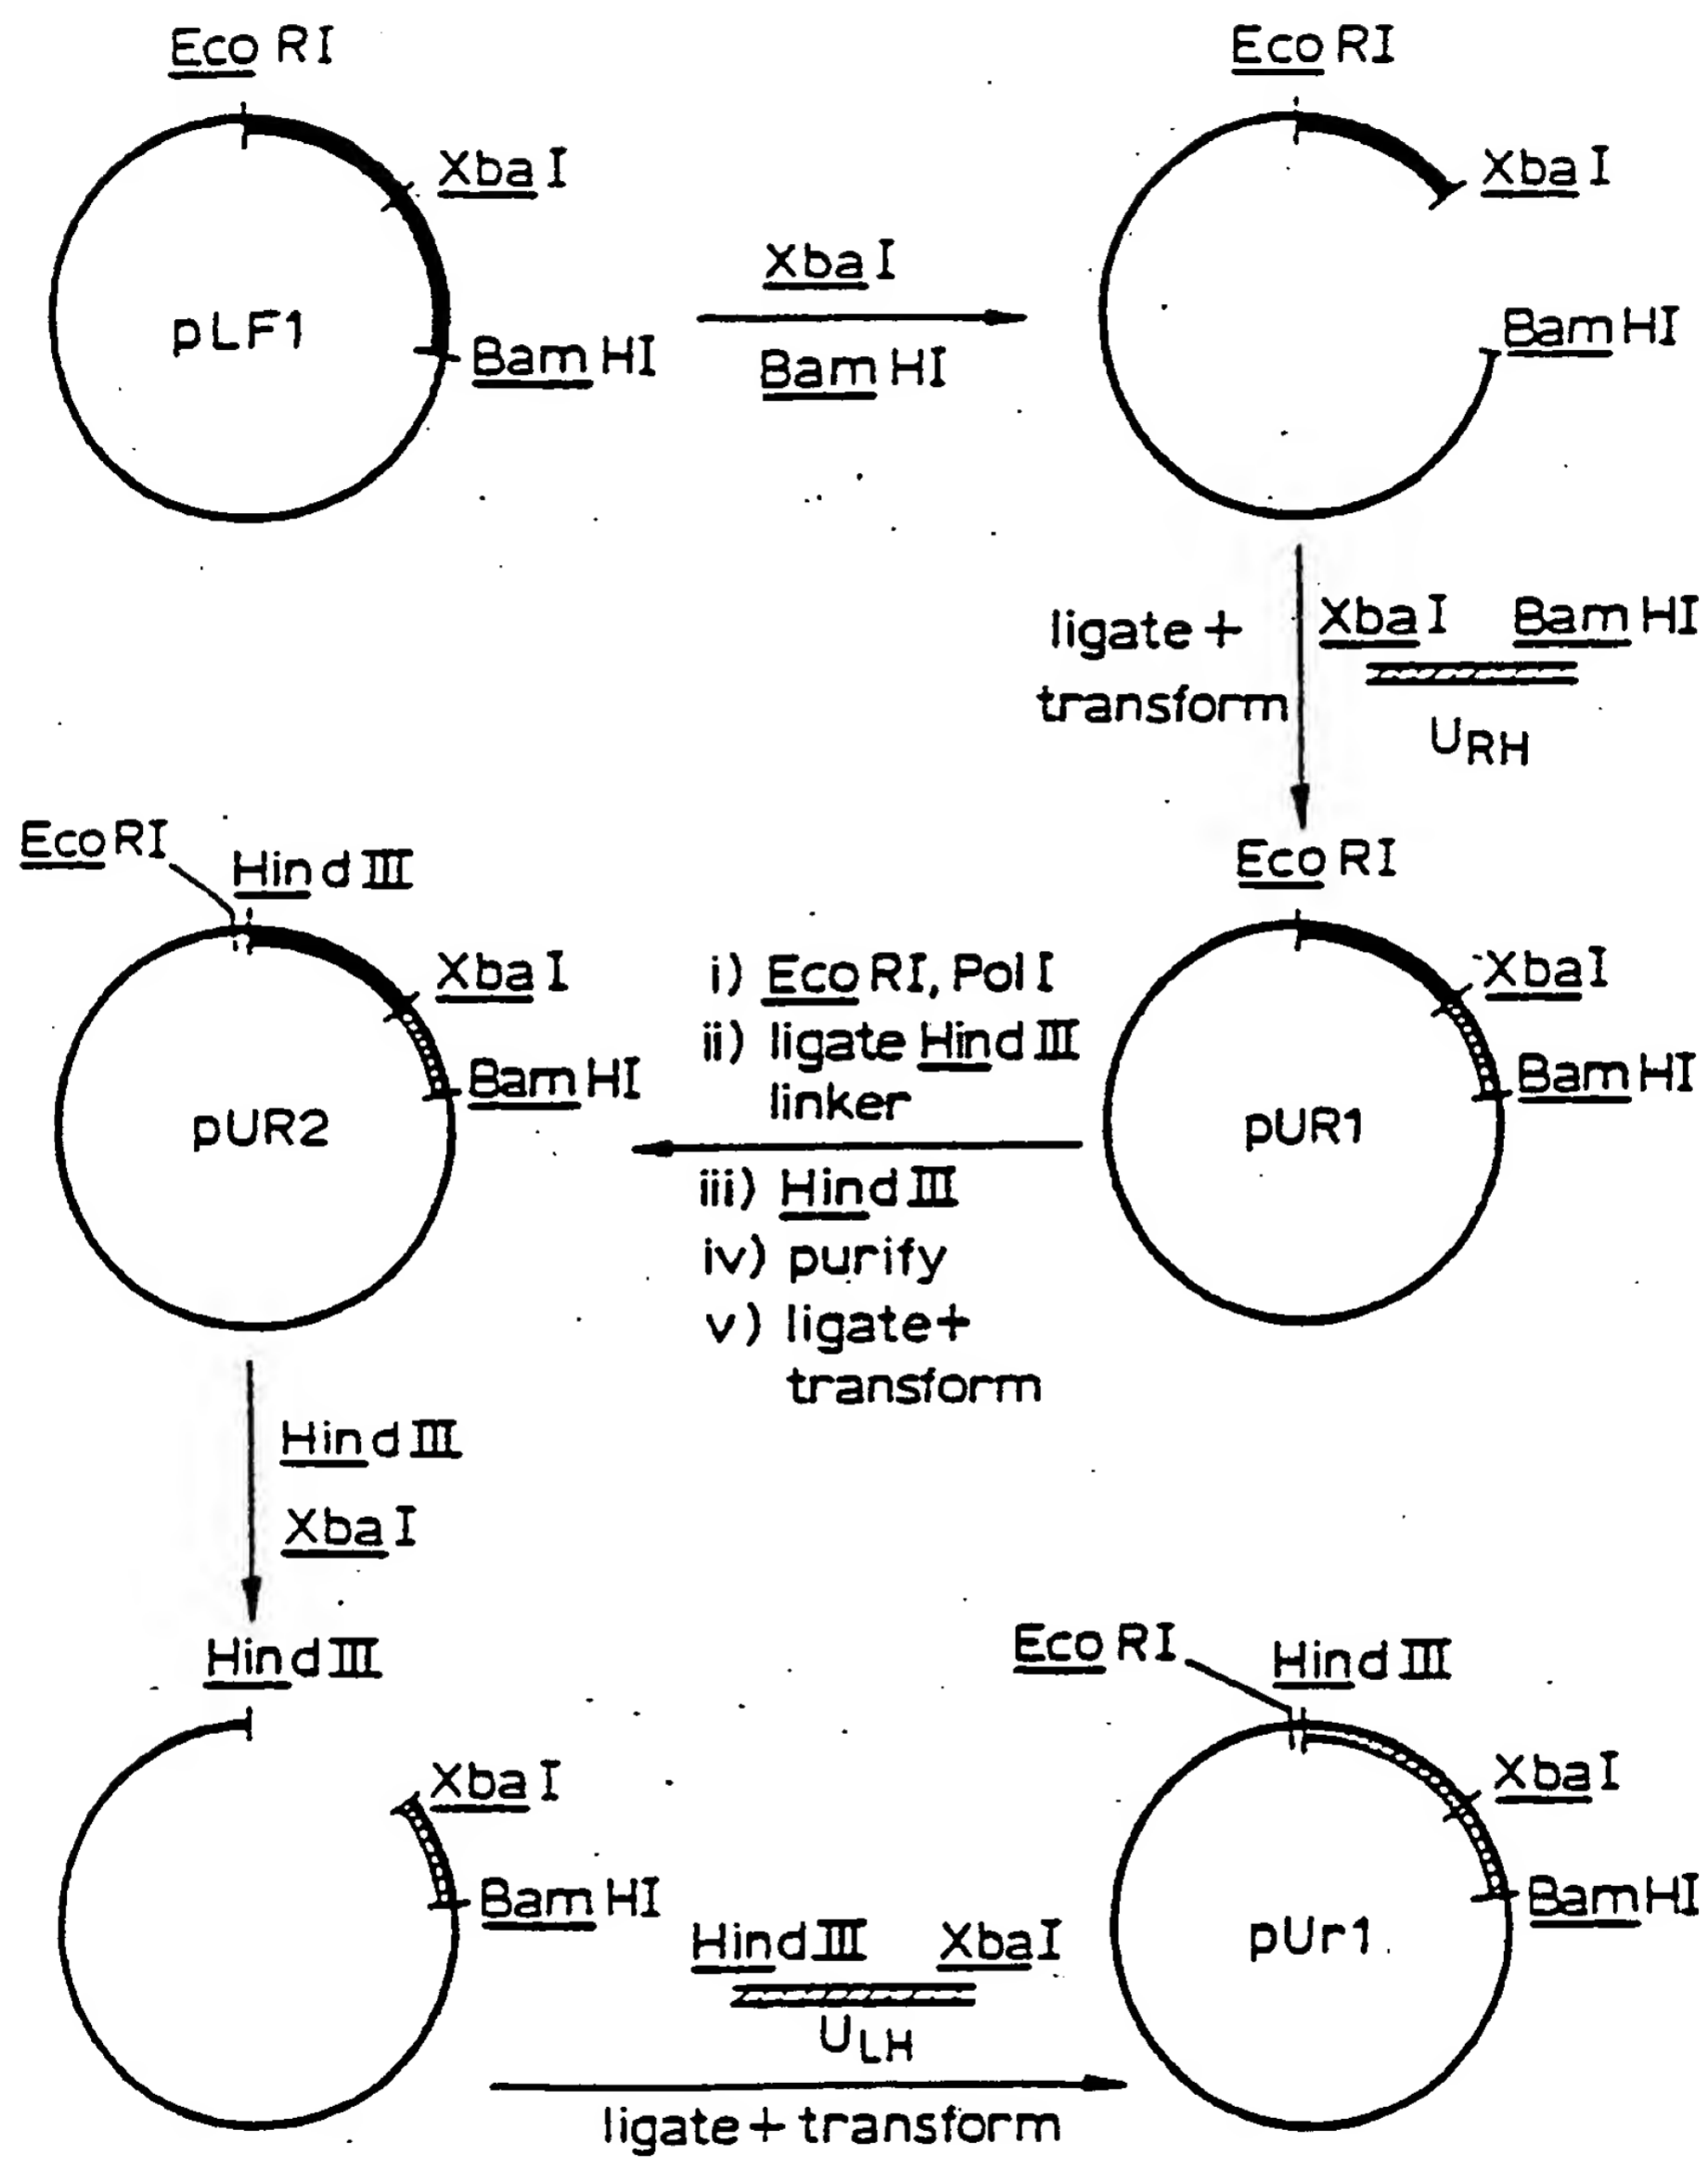 Eco RI
Xba I
pLF1
Bam HI
Xba I
Bam HI
Eco RI
Xba I
Bam HI
ligate +
transform
Xba I Bam HI
URH
Eco RI
Xba I
Bam HI
pUR1
i) Eco RI, Pol I
ii) ligate Hind III
linker
iii) Hind III
iv) purify
v) ligate +
transform
Eco RI
Hind III
Xba I
Bam HI
pUR2
Hind III
Xba I
Hind III
Xba I
Bam HI
Hind III Xba I
ULH
ligate + transform
Eco RI
Hind III
Xba I
Bam HI
pUr1